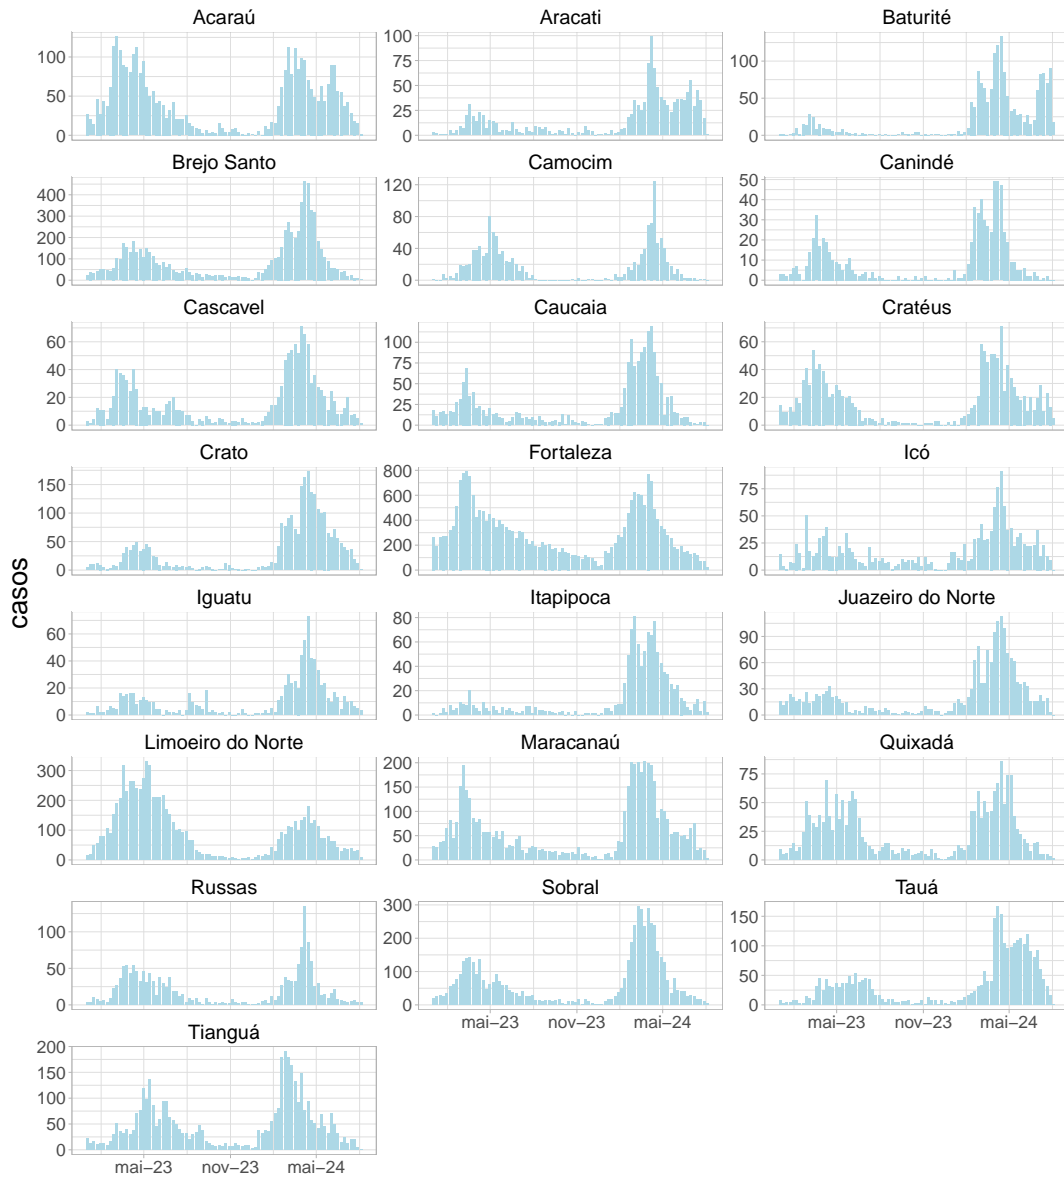 Acaraú Aracati Baturité
100 50 0
100 75 50 25 0
100 50 0
Brejo Santo Camocim Canindé
400 300 200 100 0
120 80 40 0
50 40 30 20 10 0
Cascavel Caucaia Cratéus
60 40 20 0
100 75 50 25 0
60 40 20 0
Crato Fortaleza Icó
150 100 50 0
800 600 400 200 0
75 50 25 0
casos
Iguatu Itapipoca Juazeiro do Norte
60 40 20 0
80 60 40 20 0
90 60 30 0
Limoeiro do Norte Maracanaú Quixadá
300 200 100 0
200 150 100 50 0
75 50 25 0
Russas Sobral Tauá
100 50 0
300 200 100 0
150 100 50 0
mai−23 nov−23 mai−24 mai−23 nov−23 mai−24
Tianguá
200 150 100 50 0
mai−23 nov−23 mai−24